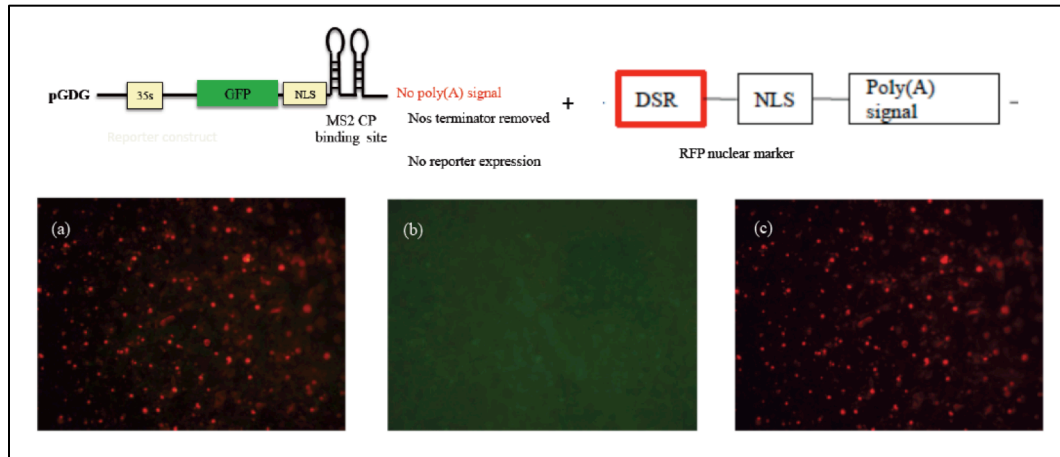 pGDG
35s
GFP
NLS
No poly(A) signal
MS2 CP
binding site
Nos terminator removed
Reporter construct
No reporter expression
+
DSR
NLS
Poly(A)
signal
RFP nuclear marker
(a)
(b)
(c)